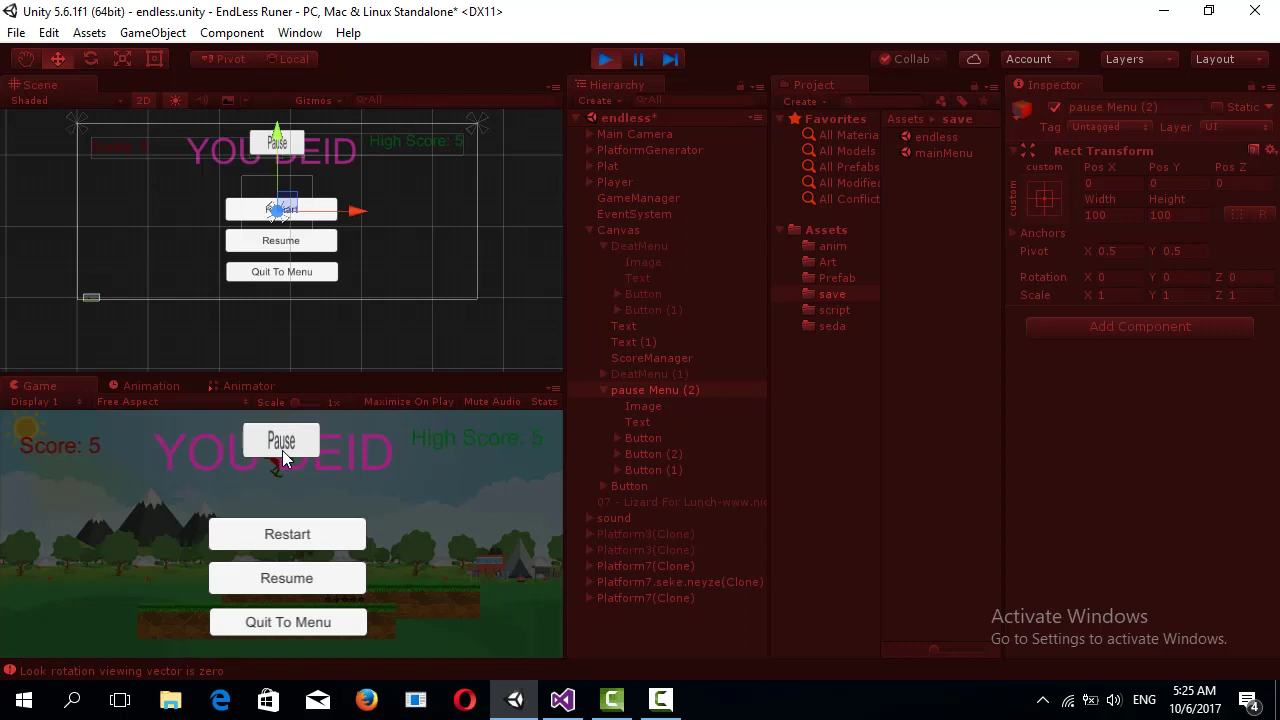 Unity 5.6.1f1 (64bit) - endless.unity - EndLess Runer - PC, Mac & Linux Standalone* <DX11>
File Edit Assets GameObject Component Window Help
Pivot Local Collab Account Layers Layout
Scene
Shaded 2D Gizmos All
Pause
YOU DEID
High Score: 5
Restart
Resume
Quit To Menu
Game Animation Animator
Display 1 Free Aspect Scale 1x Maximize On Play Mute Audio Stats
Score: 5
YOU DEID
Pause
High Score: 5
Restart
Resume
Quit To Menu
Hierarchy
Create All
endless*
Main Camera
PlatformGenerator
Plat
Player
GameManager
EventSystem
Canvas
DeatMenu
Image
Text
Button
Button (1)
Text
Text (1)
ScoreManager
DeatMenu (1)
pause Menu (2)
Image
Text
Button
Button (2)
Button (1)
Button
07 - Lizard For Lunch-www.nic
sound
Platform3(Clone)
Platform3(Clone)
Platform7(Clone)
Platform7.seke.neyze(Clone)
Platform7(Clone)
Project
Create
Favorites
All Materia
All Models
All Prefabs
All Modifie
All Conflict
Assets
anim
Art
Prefab
save
script
seda
Assets save
endless
mainMenu
Inspector
pause Menu (2) Static
Tag Untagged Layer UI
Rect Transform
custom Pos X Pos Y Pos Z
custom 0 0 0
Width Height
100 100 R
Anchors
Pivot X 0.5 Y 0.5
Rotation X 0 Y 0 Z 0
Scale X 1 Y 1 Z 1
Add Component
Activate Windows
Go to Settings to activate Windows.
Look rotation viewing vector is zero
ENG
5:25 AM
10/6/2017
4